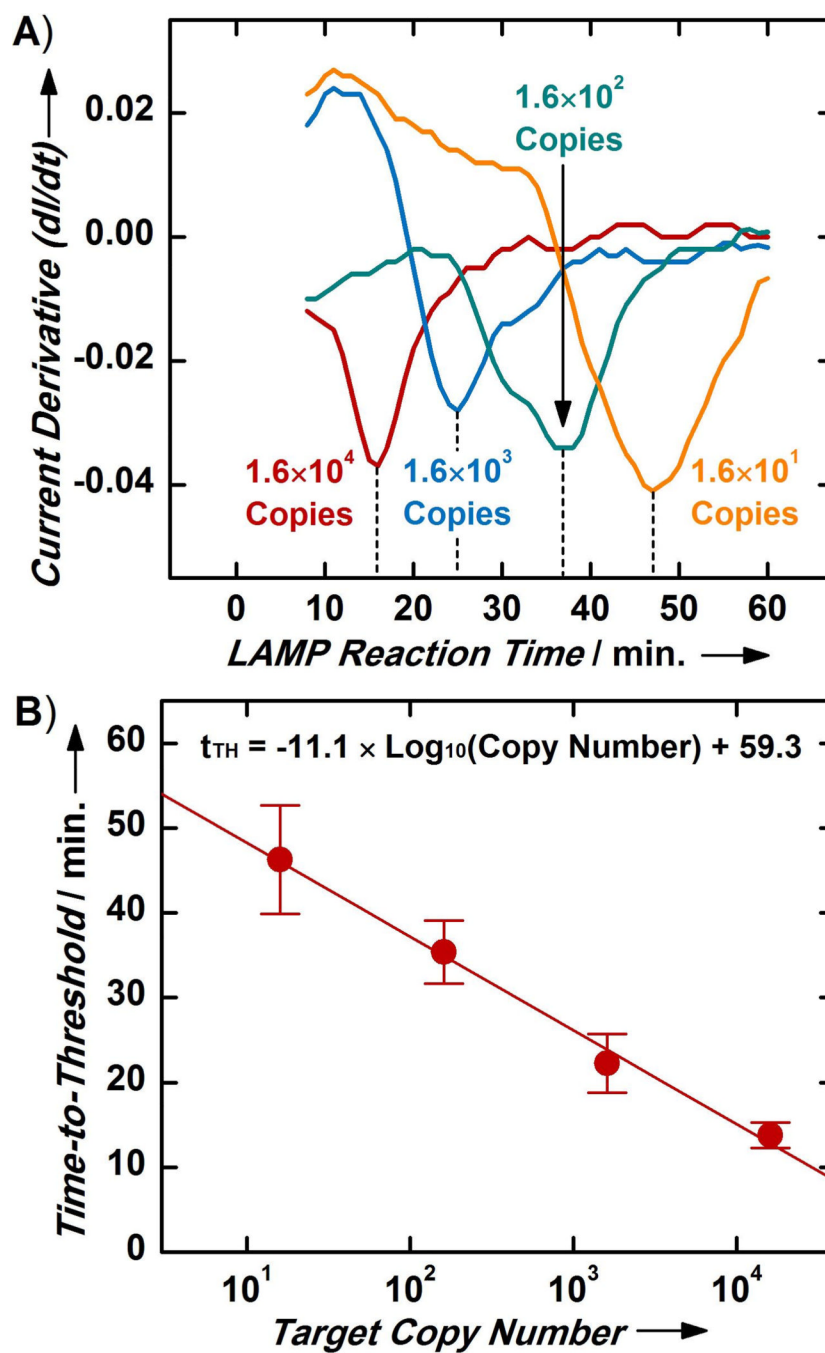 A)
Current Derivative (dI/dt)
0.02
0.00
-0.02
-0.04
1.6×10²
Copies
1.6×10⁴
Copies
1.6×10³
Copies
1.6×10¹
Copies
0 10 20 30 40 50 60
LAMP Reaction Time / min.
B)
Time-to-Threshold / min.
60
50
40
30
20
10
0
t_TH = -11.1 × Log₁₀(Copy Number) + 59.3
10¹ 10² 10³ 10⁴
Target Copy Number